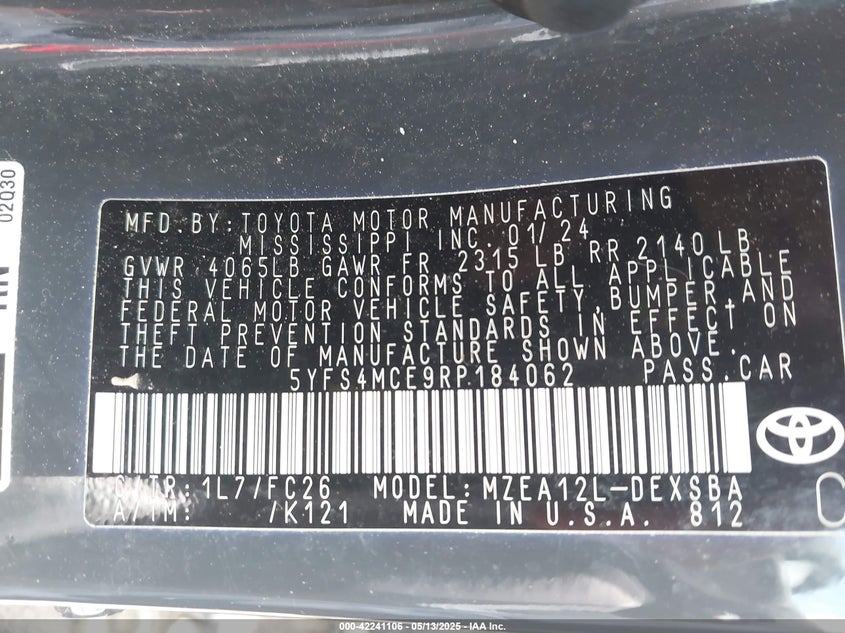 MFD. BY: TOYOTA MOTOR MANUFACTURING
MISSISSIPPI INC. 01/24
GVWR 4065LB GAWR FR 2315 LB RR 2140 LB
THIS VEHICLE CONFORMS TO ALL APPLICABLE
FEDERAL MOTOR VEHICLE SAFETY, BUMPER, AND
THEFT PREVENTION STANDARDS IN EFFECT ON
THE DATE OF MANUFACTURE SHOWN ABOVE.
5YFS4MCE9RP184062 PASS. CAR
C/TR: 1L7/FC26 MODEL: MZEA12L-DEXSBA
A/TM: /K121 MADE IN U.S.A. 812
02Q30
000-42241106 - 05/13/2025 - IAA Inc.